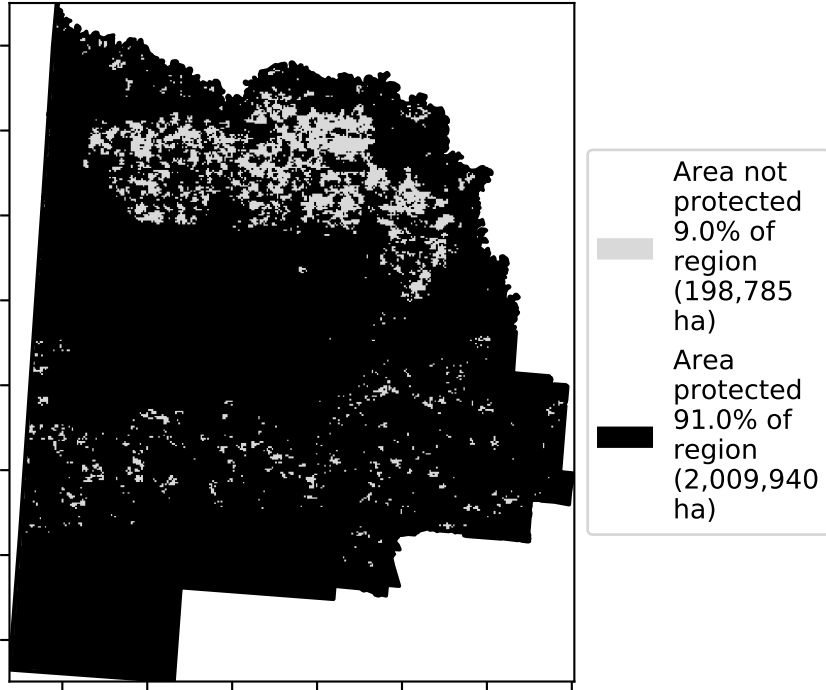 Area not
protected
9.0% of
region
(198,785
ha)
Area
protected
91.0% of
region
(2,009,940
ha)